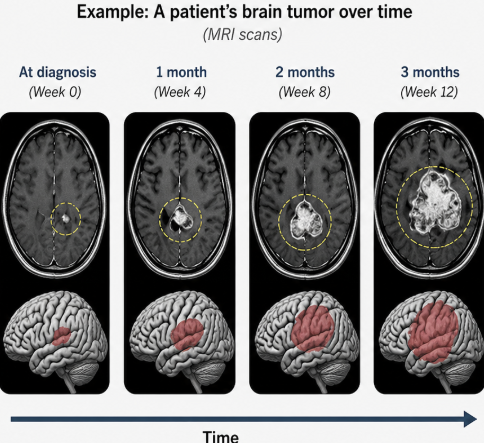 Example: A patient's brain tumor over time
(MRI scans)
At diagnosis
(Week 0)
1 month
(Week 4)
2 months
(Week 8)
3 months
(Week 12)
Time